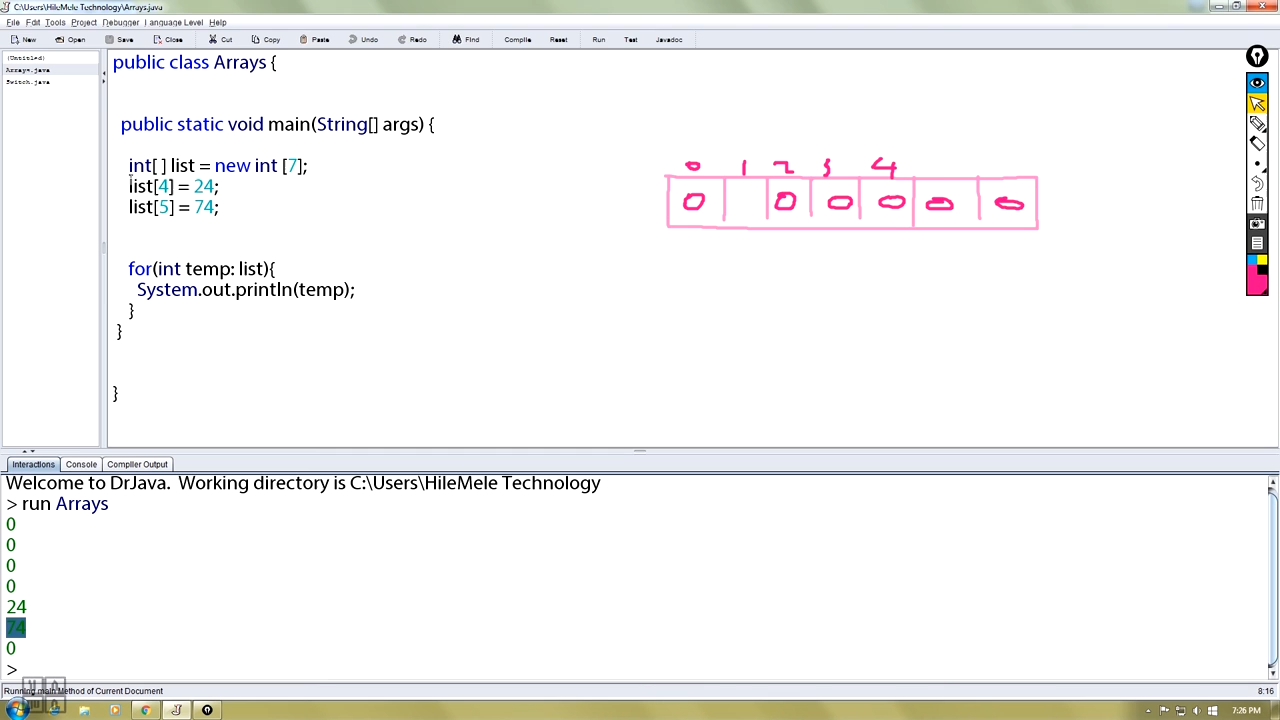 C:\Users\HileMele Technology\Arrays.java
File Edit Tools Project Debugger Language Level Help
New Open Save Close Cut Copy Paste Undo Redo Find Compile Reset Run Test Javadoc
(Untitled)
Arrays.java
Switch.java
public class Arrays {
public static void main(String[] args) {
int[ ] list = new int [7];
list[4] = 24;
list[5] = 74;
for(int temp: list){
System.out.println(temp);
}
}
}
0 1 2 3 4
0 0 0 0 0 0
Interactions Console Compiler Output
Welcome to DrJava.  Working directory is C:\Users\HileMele Technology
> run Arrays
0
0
0
0
24
74
0
>
Running main Method of Current Document
8:16
7:26 PM